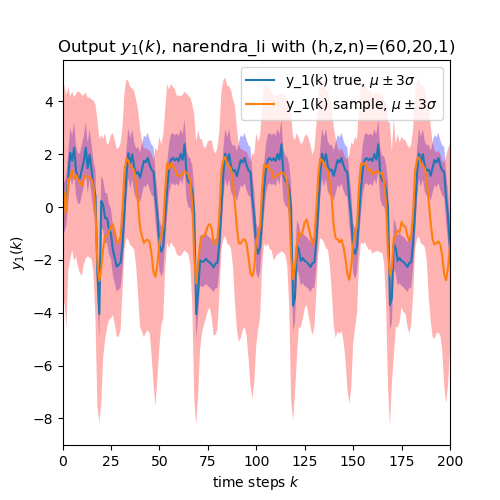 Output y_1(k), narendra_li with (h,z,n)=(60,20,1)
y_1(k) true, μ ± 3σ
y_1(k) sample, μ ± 3σ
y_1(k)
4
2
0
−2
−4
−6
−8
0 25 50 75 100 125 150 175 200
time steps k